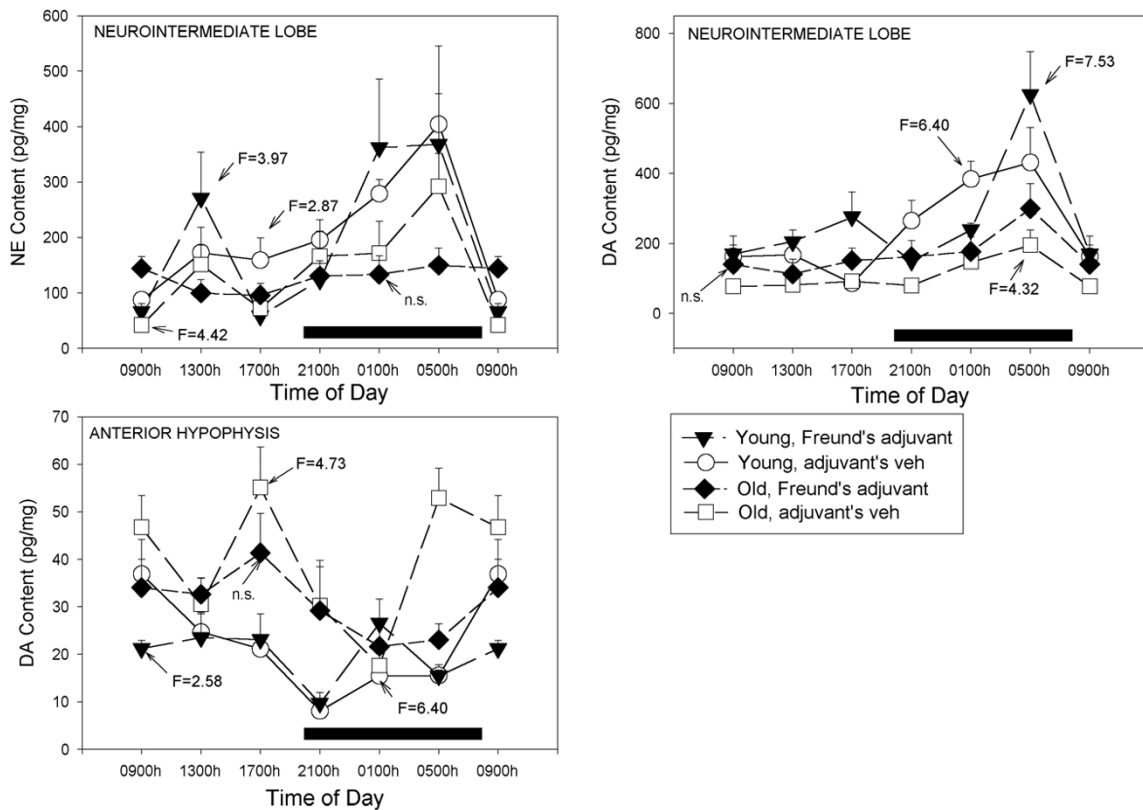 NEUROINTERMEDIATE LOBE
NE Content (pg/mg)
600
500
400
300
200
100
0
F=3.97
F=2.87
n.s.
F=4.42
0900h 1300h 1700h 2100h 0100h 0500h 0900h
Time of Day
NEUROINTERMEDIATE LOBE
DA Content (pg/mg)
800
600
400
200
0
F=7.53
F=6.40
n.s.
F=4.32
0900h 1300h 1700h 2100h 0100h 0500h 0900h
Time of Day
ANTERIOR HYPOPHYSIS
DA Content (pg/mg)
70
60
50
40
30
20
10
0
F=4.73
n.s.
F=2.58
F=6.40
0900h 1300h 1700h 2100h 0100h 0500h 0900h
Time of Day
Young, Freund's adjuvant
Young, adjuvant's veh
Old, Freund's adjuvant
Old, adjuvant's veh